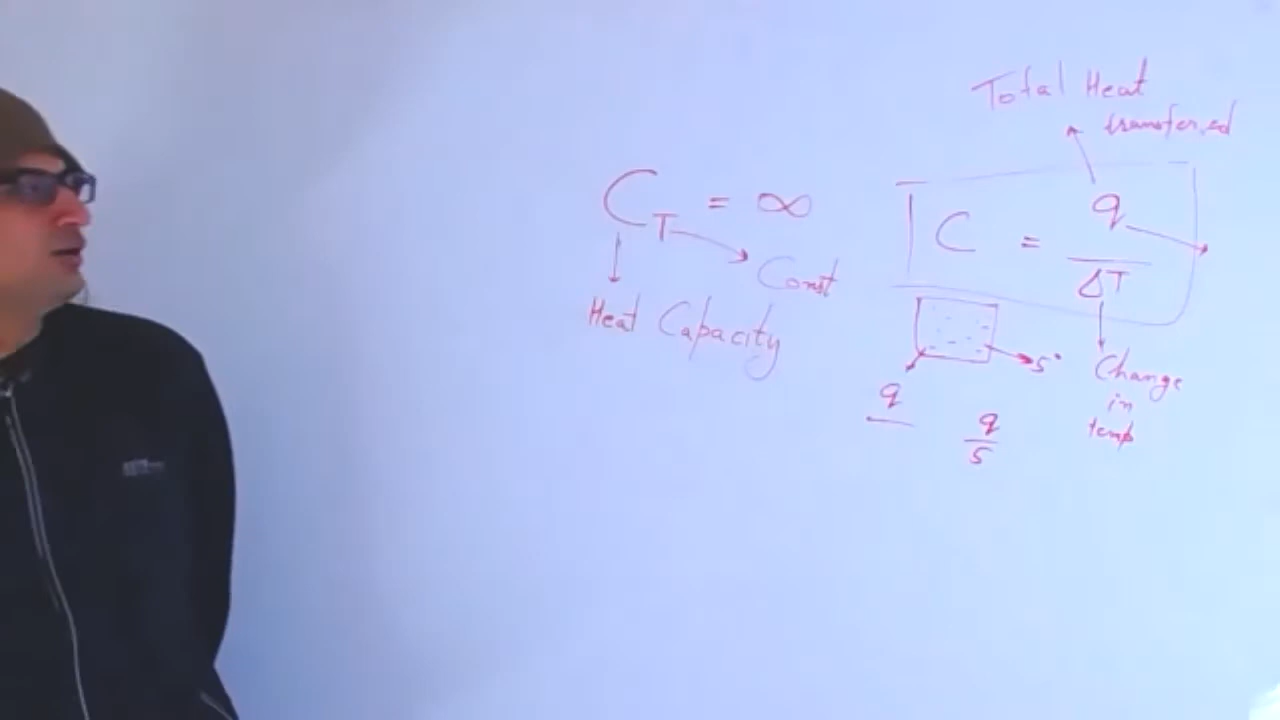 Total Heat
transferred
C_T = ∞
Const
Heat Capacity
C = q/ΔT
5°
q
q/5
Change
in
temp